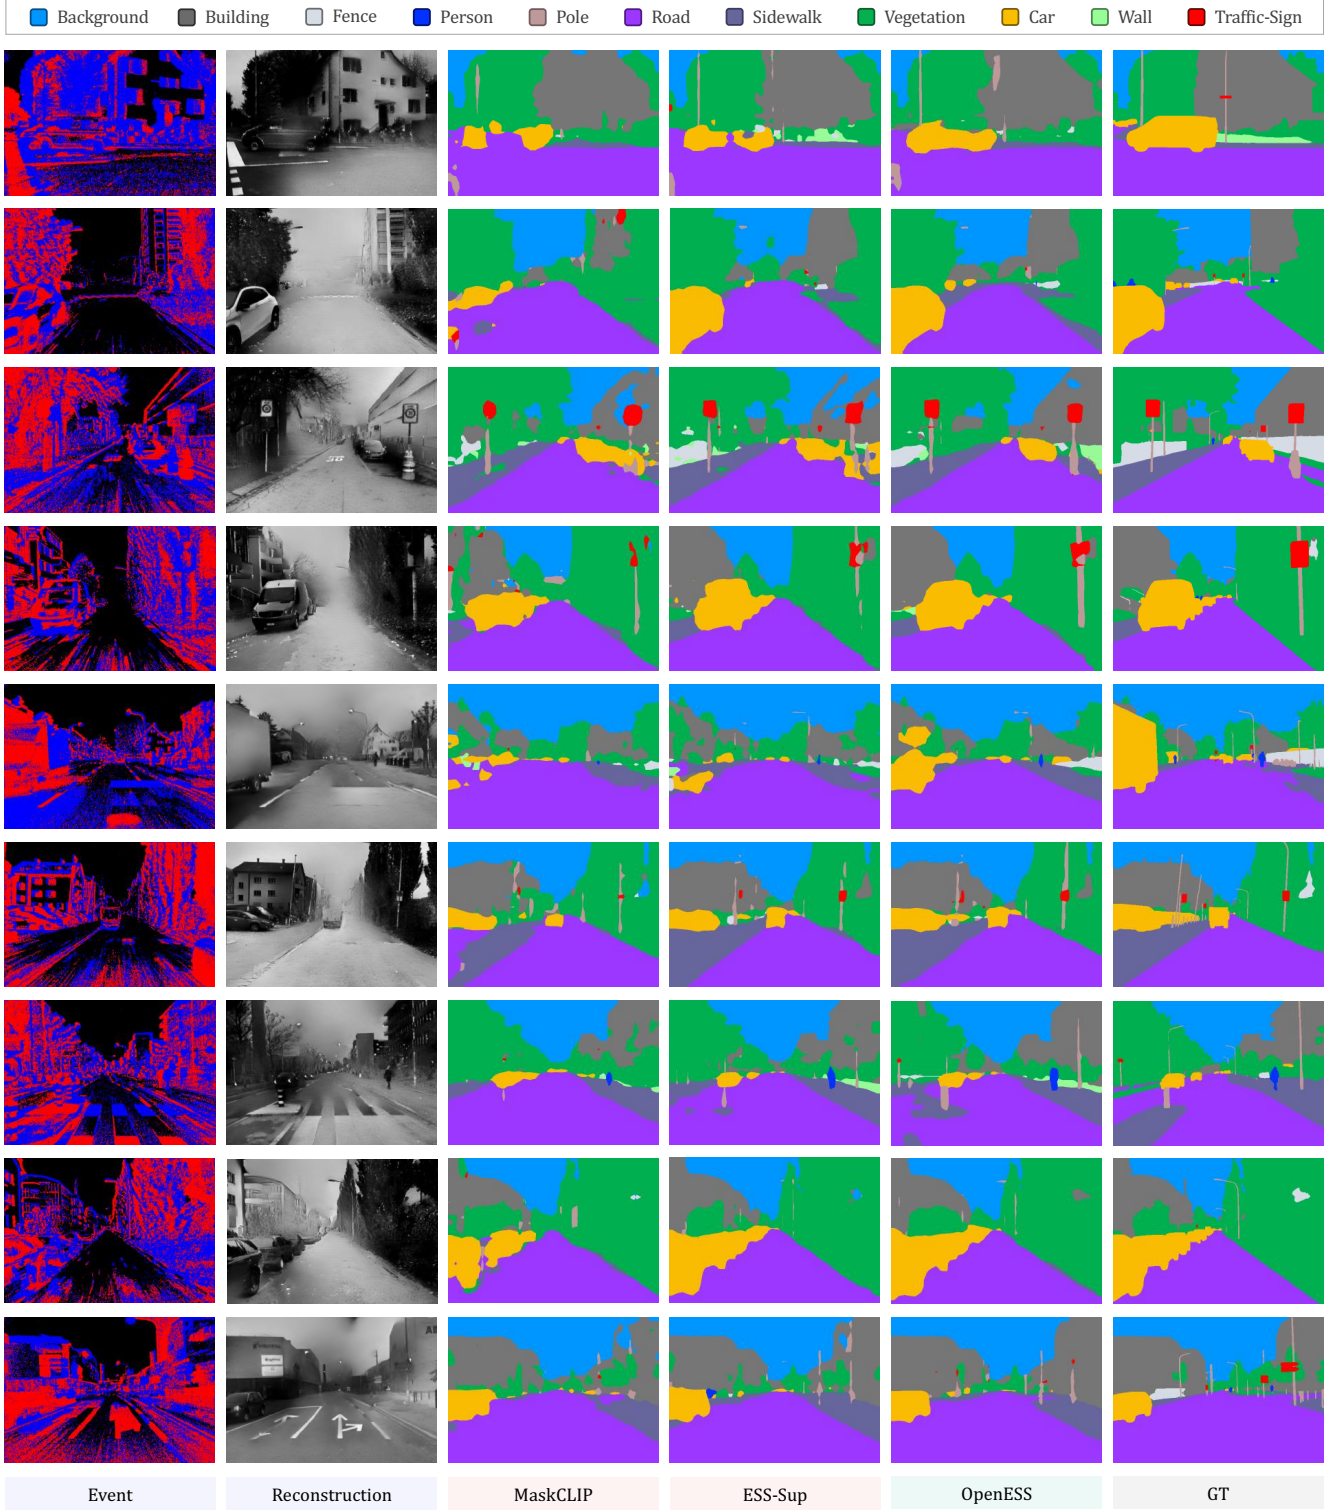 Background Building Fence Person Pole Road Sidewalk Vegetation Car Wall Traffic-Sign
Event Reconstruction MaskCLIP ESS-Sup OpenESS GT